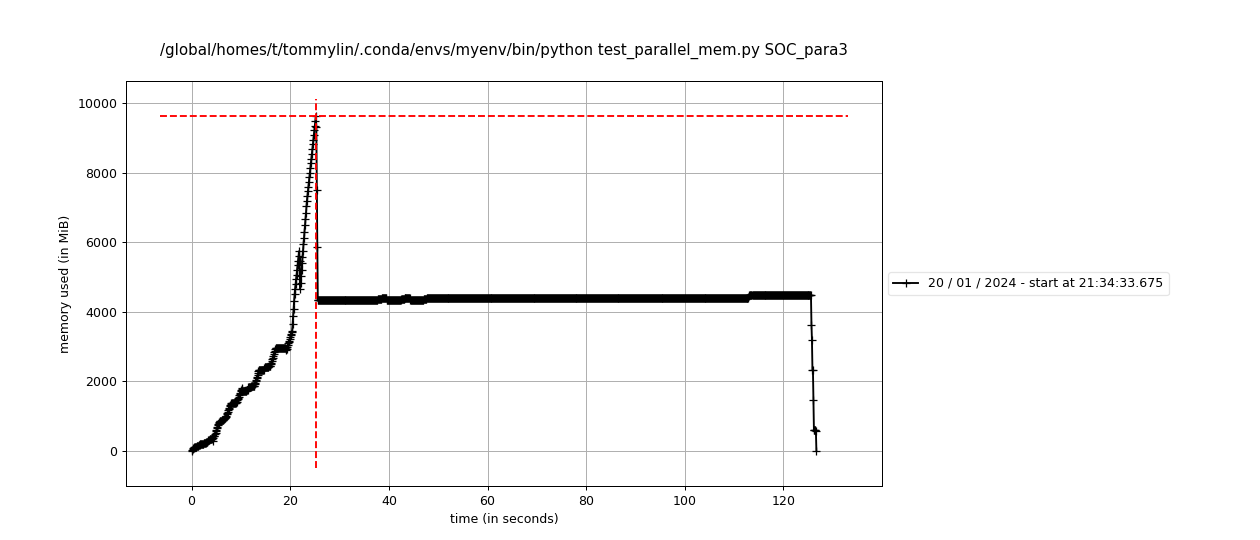 /global/homes/t/tommylin/.conda/envs/myenv/bin/python test_parallel_mem.py SOC_para3
10000
8000
6000
4000
2000
0
memory used (in MiB)
0 20 40 60 80 100 120
time (in seconds)
20 / 01 / 2024 - start at 21:34:33.675